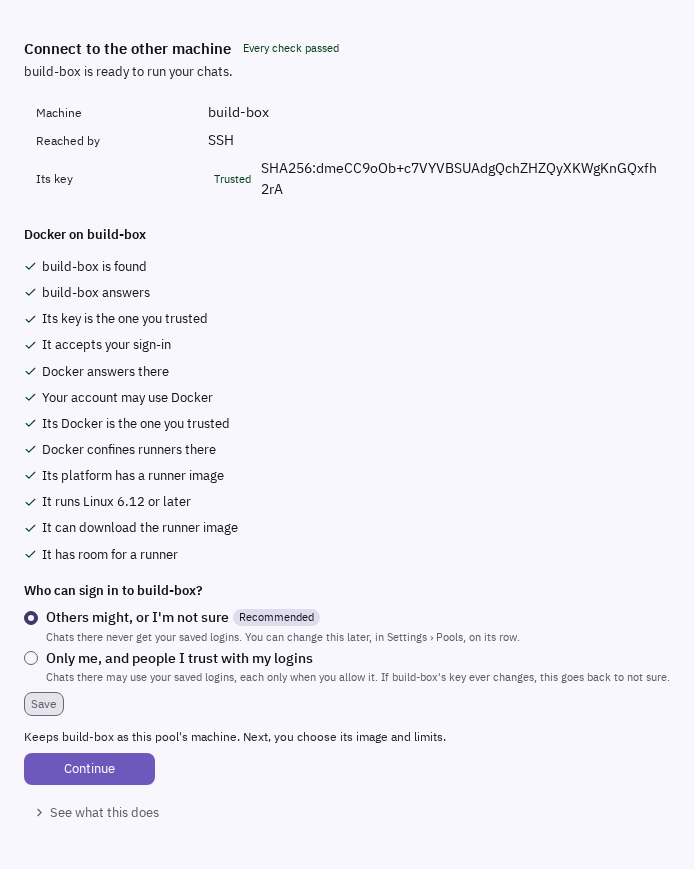 Connect to the other machine Every check passed
build-box is ready to run your chats.
Machine build-box
Reached by SSH
Its key Trusted SHA256:dmeCC9oOb+c7VYVBSUAdgQchZHZQyXKWgKnGQxfh
2rA
Docker on build-box
build-box is found
build-box answers
Its key is the one you trusted
It accepts your sign-in
Docker answers there
Your account may use Docker
Its Docker is the one you trusted
Docker confines runners there
Its platform has a runner image
It runs Linux 6.12 or later
It can download the runner image
It has room for a runner
Who can sign in to build-box?
Others might, or I'm not sure Recommended
Chats there never get your saved logins. You can change this later, in Settings › Pools, on its row.
Only me, and people I trust with my logins
Chats there may use your saved logins, each only when you allow it. If build-box's key ever changes, this goes back to not sure.
Save
Keeps build-box as this pool's machine. Next, you choose its image and limits.
Continue
See what this does